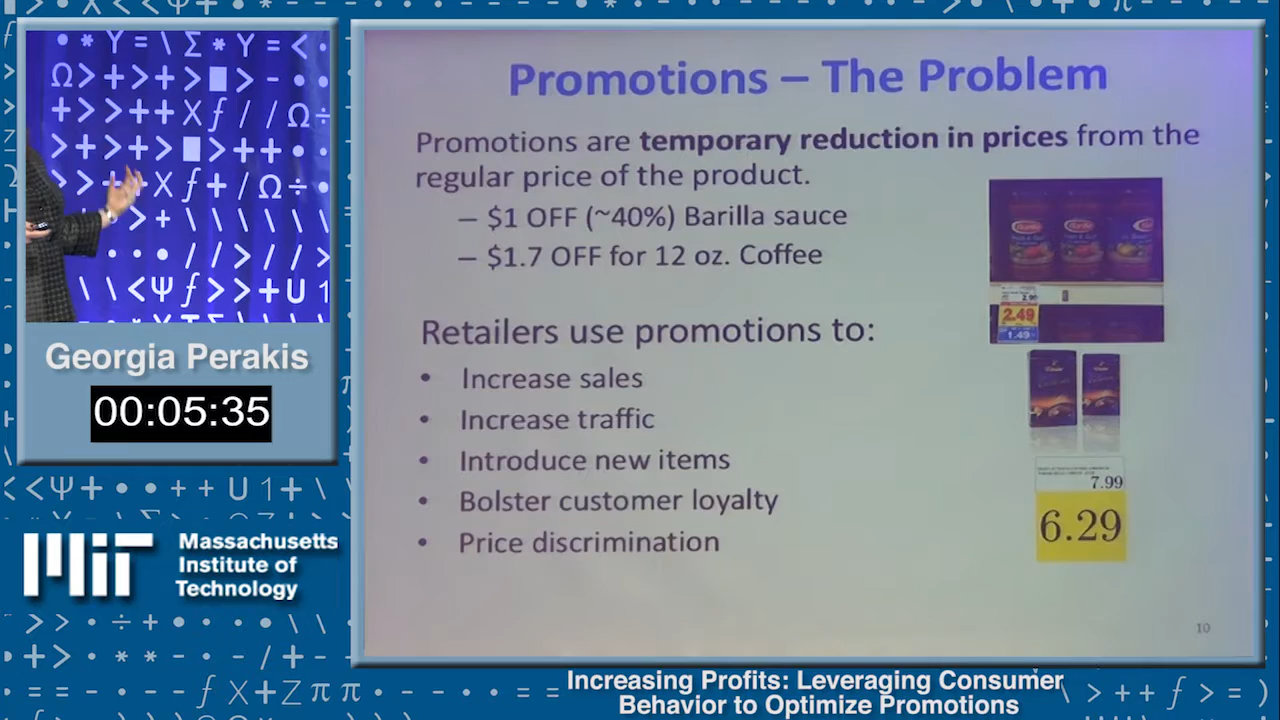 Promotions – The Problem
Promotions are temporary reduction in prices from the
regular price of the product.
– $1 OFF (~40%) Barilla sauce
– $1.7 OFF for 12 oz. Coffee
Retailers use promotions to:
• Increase sales
• Increase traffic
• Introduce new items
• Bolster customer loyalty
• Price discrimination
Barilla
2.49
1.49
7.99
6.29
10
Georgia Perakis
00:05:35
MIT
Massachusetts
Institute of
Technology
Increasing Profits: Leveraging Consumer
Behavior to Optimize Promotions